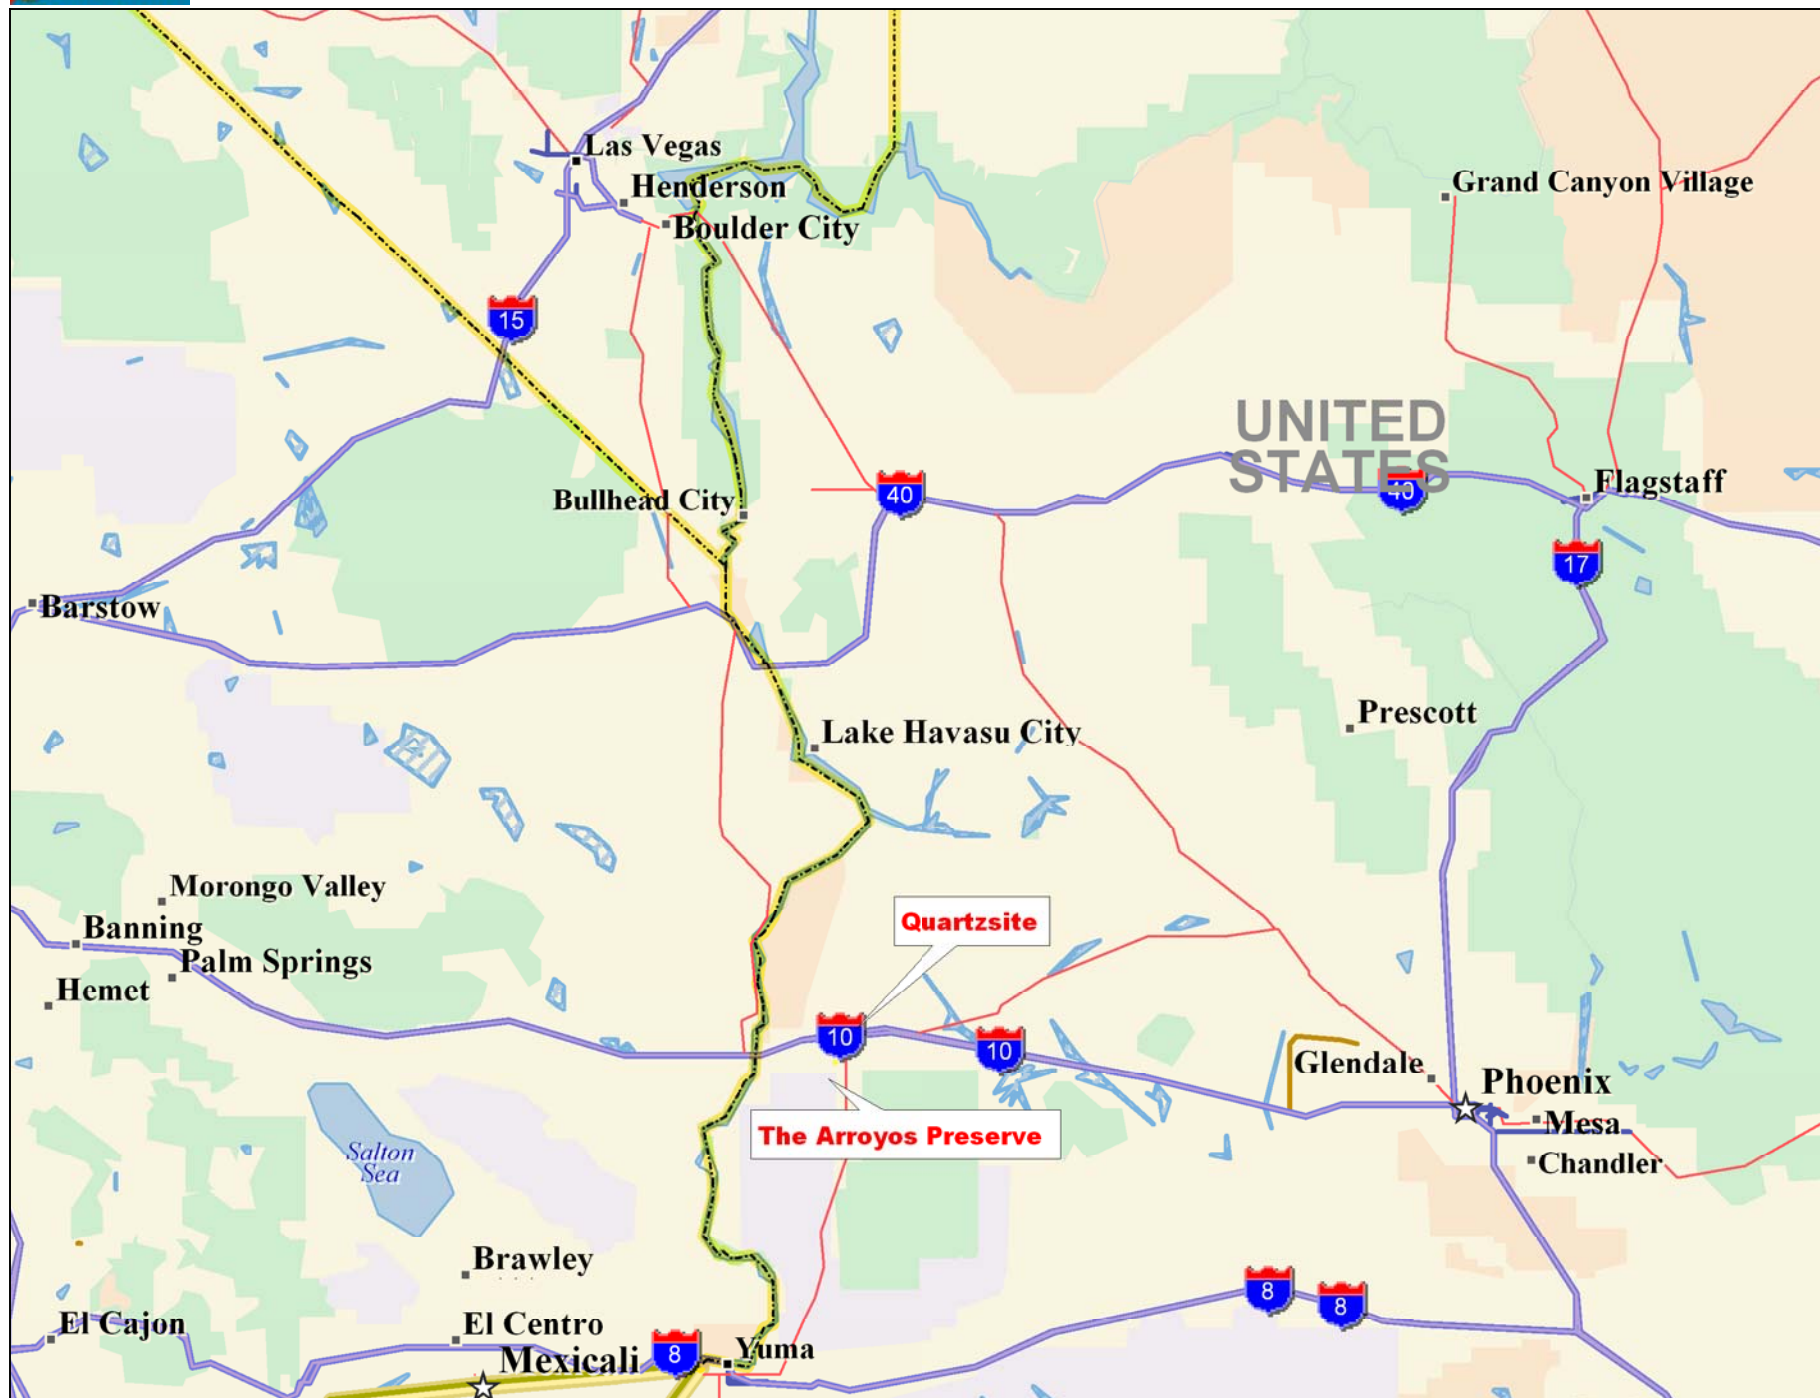 Las Vegas
Henderson
Grand Canyon Village
Boulder City
15
UNITED
STATES
40
40
Flagstaff
Bullhead City
17
Barstow
Prescott
Lake Havasu City
Morongo Valley
Banning
Quartzsite
Palm Springs
Hemet
10
10
Glendale
Phoenix
The Arroyos Preserve
Mesa
Salton
Sea
Chandler
Brawley
8
8
El Cajon
El Centro
Yuma
8
Mexicali